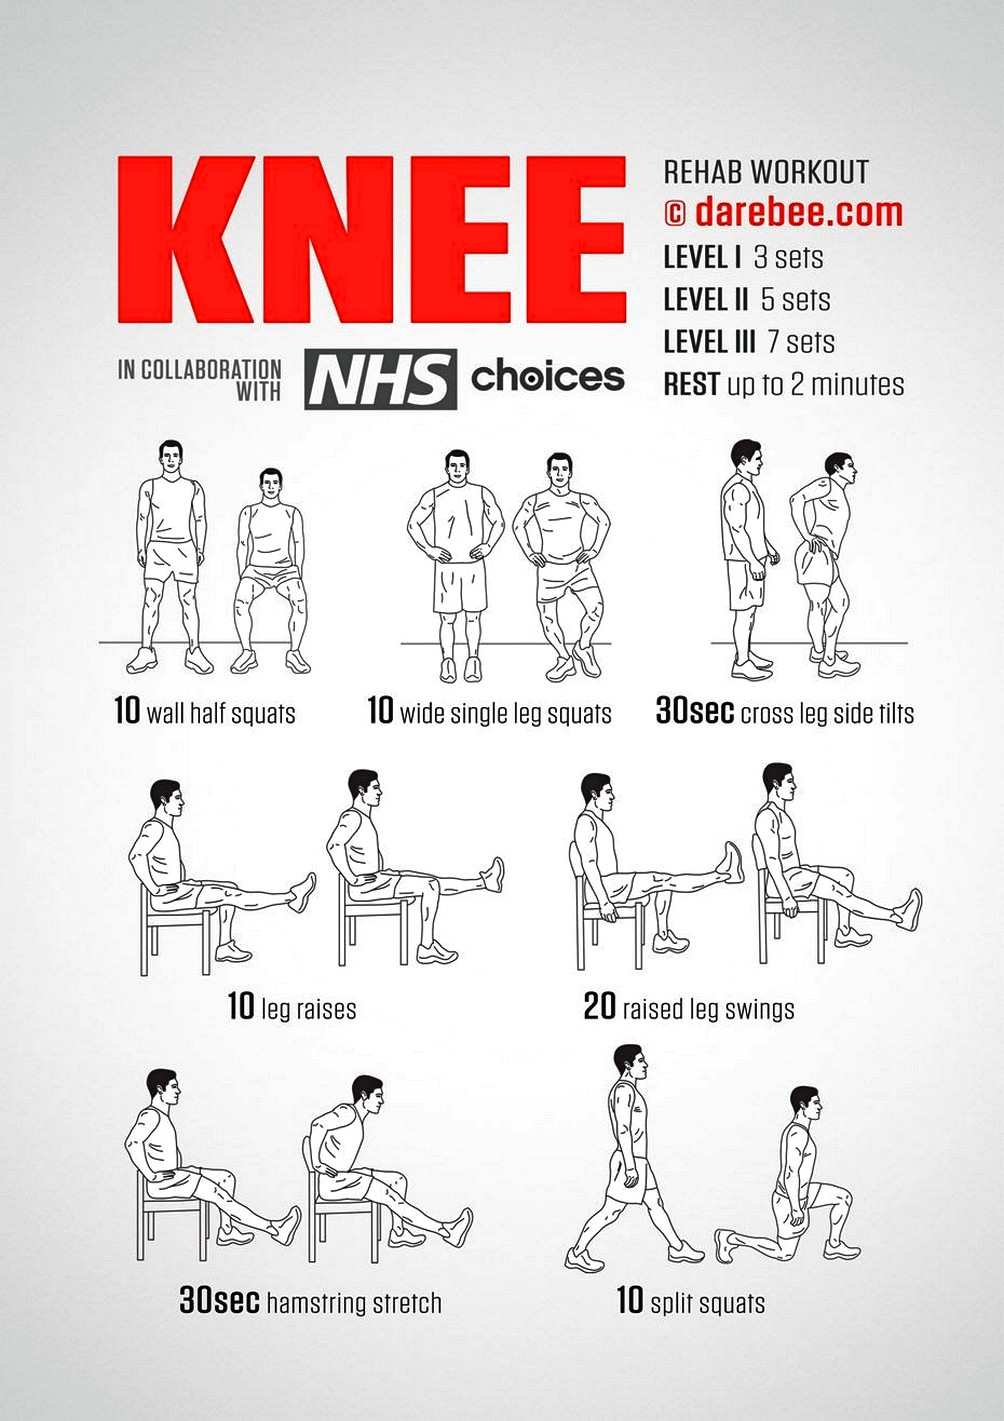 KNEE
IN COLLABORATION
WITH
NHS choices
REHAB WORKOUT
© darebee.com
LEVEL I 3 sets
LEVEL II 5 sets
LEVEL III 7 sets
REST up to 2 minutes
10 wall half squats
10 wide single leg squats
30sec cross leg side tilts
10 leg raises
20 raised leg swings
30sec hamstring stretch
10 split squats